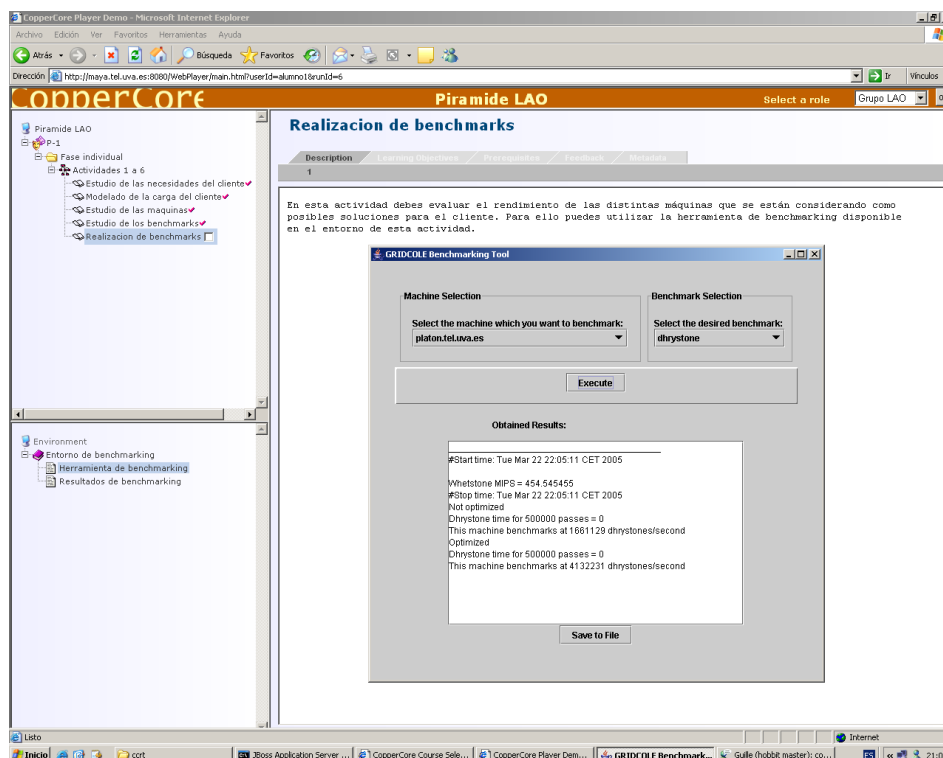 CopperCore Player Demo - Microsoft Internet Explorer
Archivo Edición Ver Favoritos Herramientas Ayuda
Atrás Búsqueda Favoritos
Dirección http://maya.tel.uva.es:8080/WebPlayer/main.html?userId=alumno1&runId=6 Ir Vínculos
CopperCore Piramide LAO Select a role Grupo LAO
Piramide LAO
P-1
Fase individual
Actividades 1 a 6
Estudio de las necesidades del cliente
Modelado de la carga del cliente
Estudio de las maquinas
Estudio de los benchmarks
Realizacion de benchmarks
Environment
Entorno de benchmarking
Herramienta de benchmarking
Resultados de benchmarking
Realizacion de benchmarks
Description Learning Objectives Prerequisites Feedback Metadata
1
En esta actividad debes evaluar el rendimiento de las distintas máquinas que se están considerando como
posibles soluciones para el cliente. Para ello puedes utilizar la herramienta de benchmarking disponible
en el entorno de esta actividad.
GRIDCOLE Benchmarking Tool
Machine Selection
Select the machine which you want to benchmark:
platon.tel.uva.es
Benchmark Selection
Select the desired benchmark:
dhrystone
Execute
Obtained Results:
#Start time: Tue Mar 22 22:05:11 CET 2005
Whetstone MIPS = 454.545455
#Stop time: Tue Mar 22 22:05:11 CET 2005
Not optimized
Dhrystone time for 500000 passes = 0
This machine benchmarks at 1661129 dhrystones/second
Optimized
Dhrystone time for 500000 passes = 0
This machine benchmarks at 4132231 dhrystones/second
Save to File
Listo Internet
Inicio ccrt JBoss Application Server ... CopperCore Course Sele... CopperCore Player Dem... GRIDCOLE Benchmark... Guille (hobbit master): co... ES